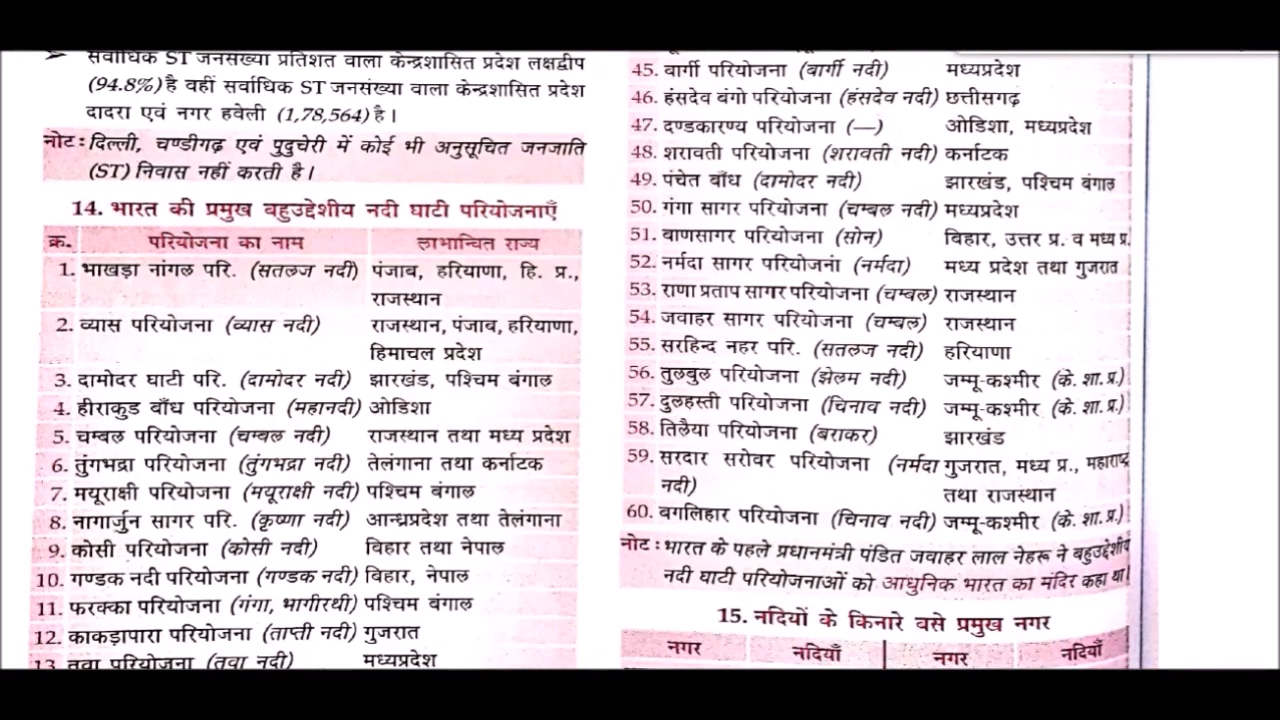 सर्वाधिक ST जनसंख्या प्रतिशत वाला केन्द्रशासित प्रदेश लक्षद्वीप
(94.8%) है वहीं सर्वाधिक ST जनसंख्या वाला केन्द्रशासित प्रदेश
दादरा एवं नगर हवेली (1,78,564) है।
नोट : दिल्ली, चण्डीगढ़ एवं पुदुचेरी में कोई भी अनुसूचित जनजाति
(ST) निवास नहीं करती है।
14. भारत की प्रमुख बहुउद्देशीय नदी घाटी परियोजनाएँ
क्र. परियोजना का नाम लाभान्वित राज्य
1. भाखड़ा नांगल परि. (सतलज नदी) पंजाब, हरियाणा, हि. प्र.,
राजस्थान
2. व्यास परियोजना (व्यास नदी) राजस्थान, पंजाब, हरियाणा,
हिमाचल प्रदेश
3. दामोदर घाटी परि. (दामोदर नदी) झारखंड, पश्चिम बंगाल
4. हीराकुड बाँध परियोजना (महानदी) ओडिशा
5. चम्बल परियोजना (चम्बल नदी) राजस्थान तथा मध्य प्रदेश
6. तुंगभद्रा परियोजना (तुंगभद्रा नदी) तेलंगाना तथा कर्नाटक
7. मयूराक्षी परियोजना (मयूराक्षी नदी) पश्चिम बंगाल
8. नागार्जुन सागर परि. (कृष्णा नदी) आन्ध्रप्रदेश तथा तेलंगाना
9. कोसी परियोजना (कोसी नदी) बिहार तथा नेपाल
10. गण्डक नदी परियोजना (गण्डक नदी) बिहार, नेपाल
11. फरक्का परियोजना (गंगा, भागीरथी) पश्चिम बंगाल
12. काकड़ापारा परियोजना (ताप्ती नदी) गुजरात
13. तवा परियोजना (तवा नदी) मध्यप्रदेश
45. वार्गी परियोजना (वार्गी नदी) मध्यप्रदेश
46. हंसदेव बंगो परियोजना (हंसदेव नदी) छत्तीसगढ़
47. दण्डकारण्य परियोजना (—) ओडिशा, मध्यप्रदेश
48. शरावती परियोजना (शरावती नदी) कर्नाटक
49. पंचेत बाँध (दामोदर नदी) झारखंड, पश्चिम बंगाल
50. गंगा सागर परियोजना (चम्बल नदी) मध्यप्रदेश
51. वाणसागर परियोजना (सोन) बिहार, उत्तर प्र. व मध्य प्र.
52. नर्मदा सागर परियोजनां (नर्मदा) मध्य प्रदेश तथा गुजरात
53. राणा प्रताप सागर परियोजना (चम्बल) राजस्थान
54. जवाहर सागर परियोजना (चम्बल) राजस्थान
55. सरहिन्द नहर परि. (सतलज नदी) हरियाणा
56. तुलबुल परियोजना (झेलम नदी) जम्मू-कश्मीर (के. शा. प्र.)
57. दुलहस्ती परियोजना (चिनाव नदी) जम्मू-कश्मीर (के. शा. प्र.)
58. तिलैया परियोजना (बराकर) झारखंड
59. सरदार सरोवर परियोजना (नर्मदा गुजरात, मध्य प्र., महाराष्ट्र
नदी) तथा राजस्थान
60. बगलिहार परियोजना (चिनाव नदी) जम्मू-कश्मीर (के. शा. प्र.)
नोट : भारत के पहले प्रधानमंत्री पंडित जवाहर लाल नेहरू ने बहुउद्देशीय
नदी घाटी परियोजनाओं को आधुनिक भारत का मंदिर कहा था।
15. नदियों के किनारे बसे प्रमुख नगर
नगर नदियाँ नगर नदियाँ